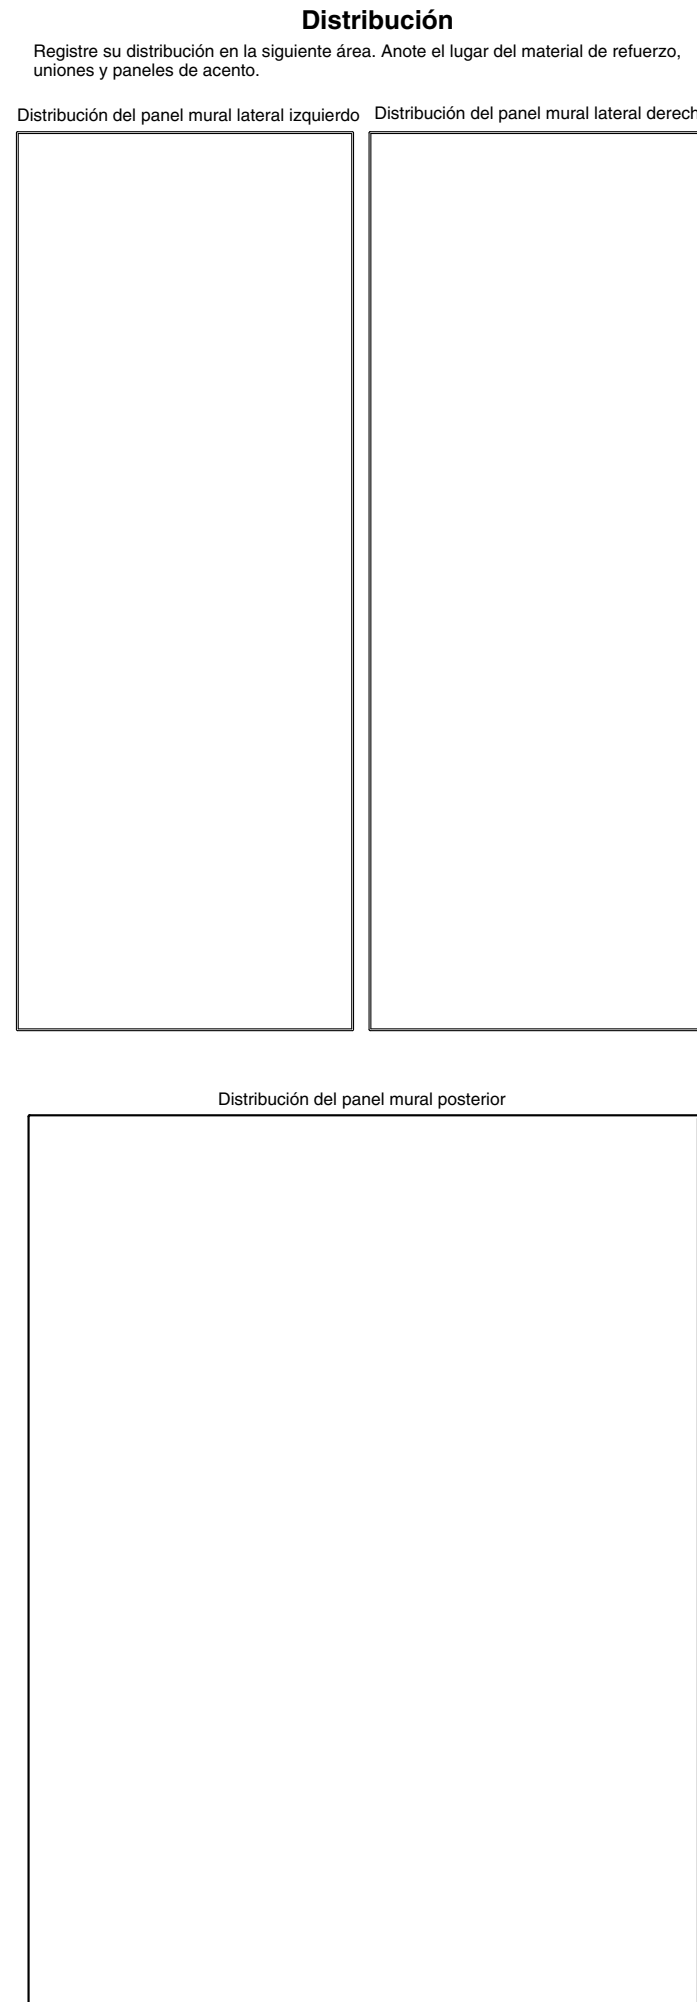 Distribución
Registre su distribución en la siguiente área. Anote el lugar del material de refuerzo,
uniones y paneles de acento.
Distribución del panel mural lateral izquierdo
Distribución del panel mural lateral derech
Distribución del panel mural posterior